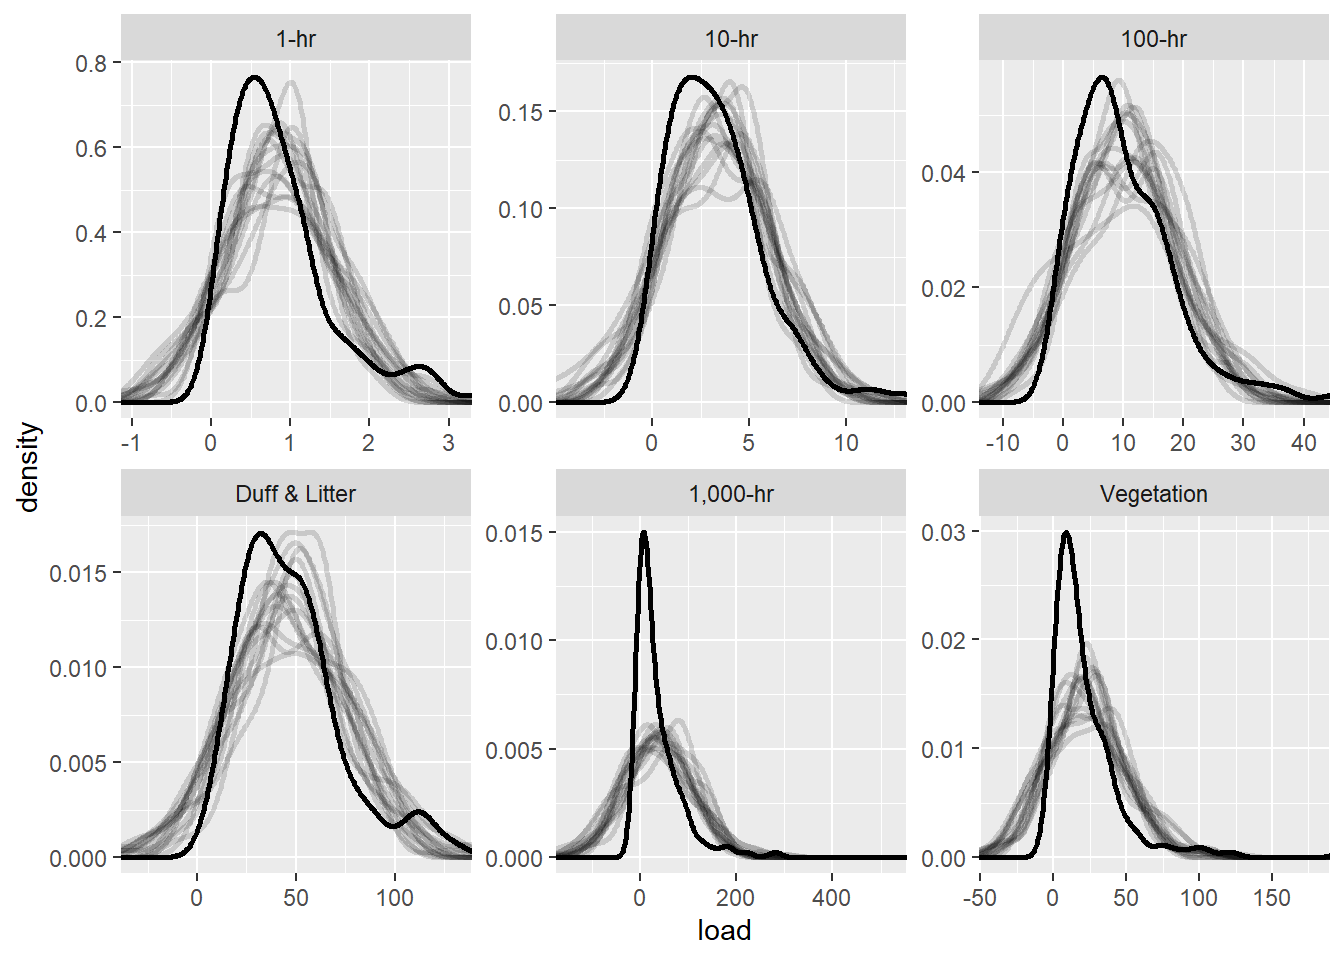 1-hr 10-hr 100-hr
0.8 0.6 0.4 0.2 0.0
-1 0 1 2 3
0.15 0.10 0.05 0.00
0 5 10
0.04 0.02 0.00
-10 0 10 20 30 40
density
Duff & Litter 1,000-hr Vegetation
0.015 0.010 0.005 0.000
0 50 100
0.015 0.010 0.005 0.000
0 200 400
0.03 0.02 0.01 0.00
-50 0 50 100 150
load